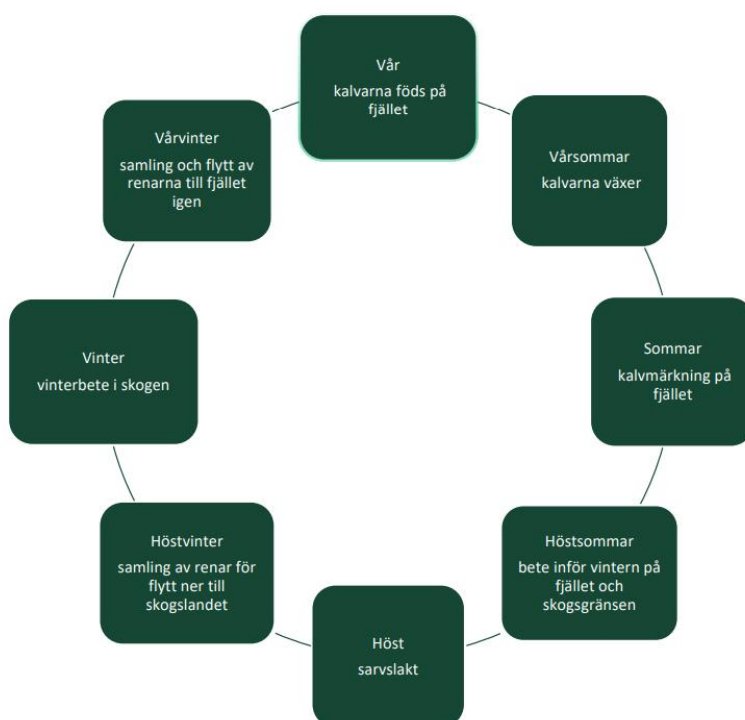 Vår
kalvarna föds på
fjället
Vårsommar
kalvarna växer
Sommar
kalvmärkning på
fjället
Höstsommar
bete inför vintern på
fjället och
skogsgränsen
Höst
sarvslakt
Höstvinter
samling av renar för
flytt ner till
skogslandet
Vinter
vinterbete i skogen
Vårvinter
samling och flytt av
renarna till fjället
igen